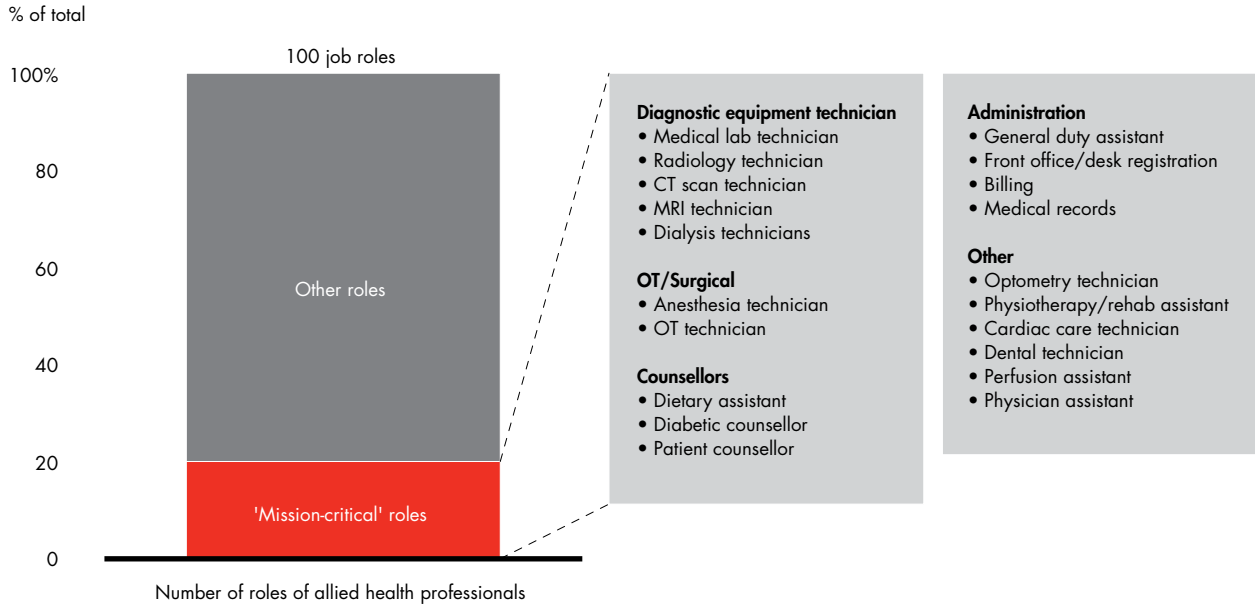 % of total
100 job roles
100%
80
60
40
20
0
Other roles
'Mission-critical' roles
Number of roles of allied health professionals
Diagnostic equipment technician
• Medical lab technician
• Radiology technician
• CT scan technician
• MRI technician
• Dialysis technicians
OT/Surgical
• Anesthesia technician
• OT technician
Counsellors
• Dietary assistant
• Diabetic counsellor
• Patient counsellor
Administration
• General duty assistant
• Front office/desk registration
• Billing
• Medical records
Other
• Optometry technician
• Physiotherapy/rehab assistant
• Cardiac care technician
• Dental technician
• Perfusion assistant
• Physician assistant